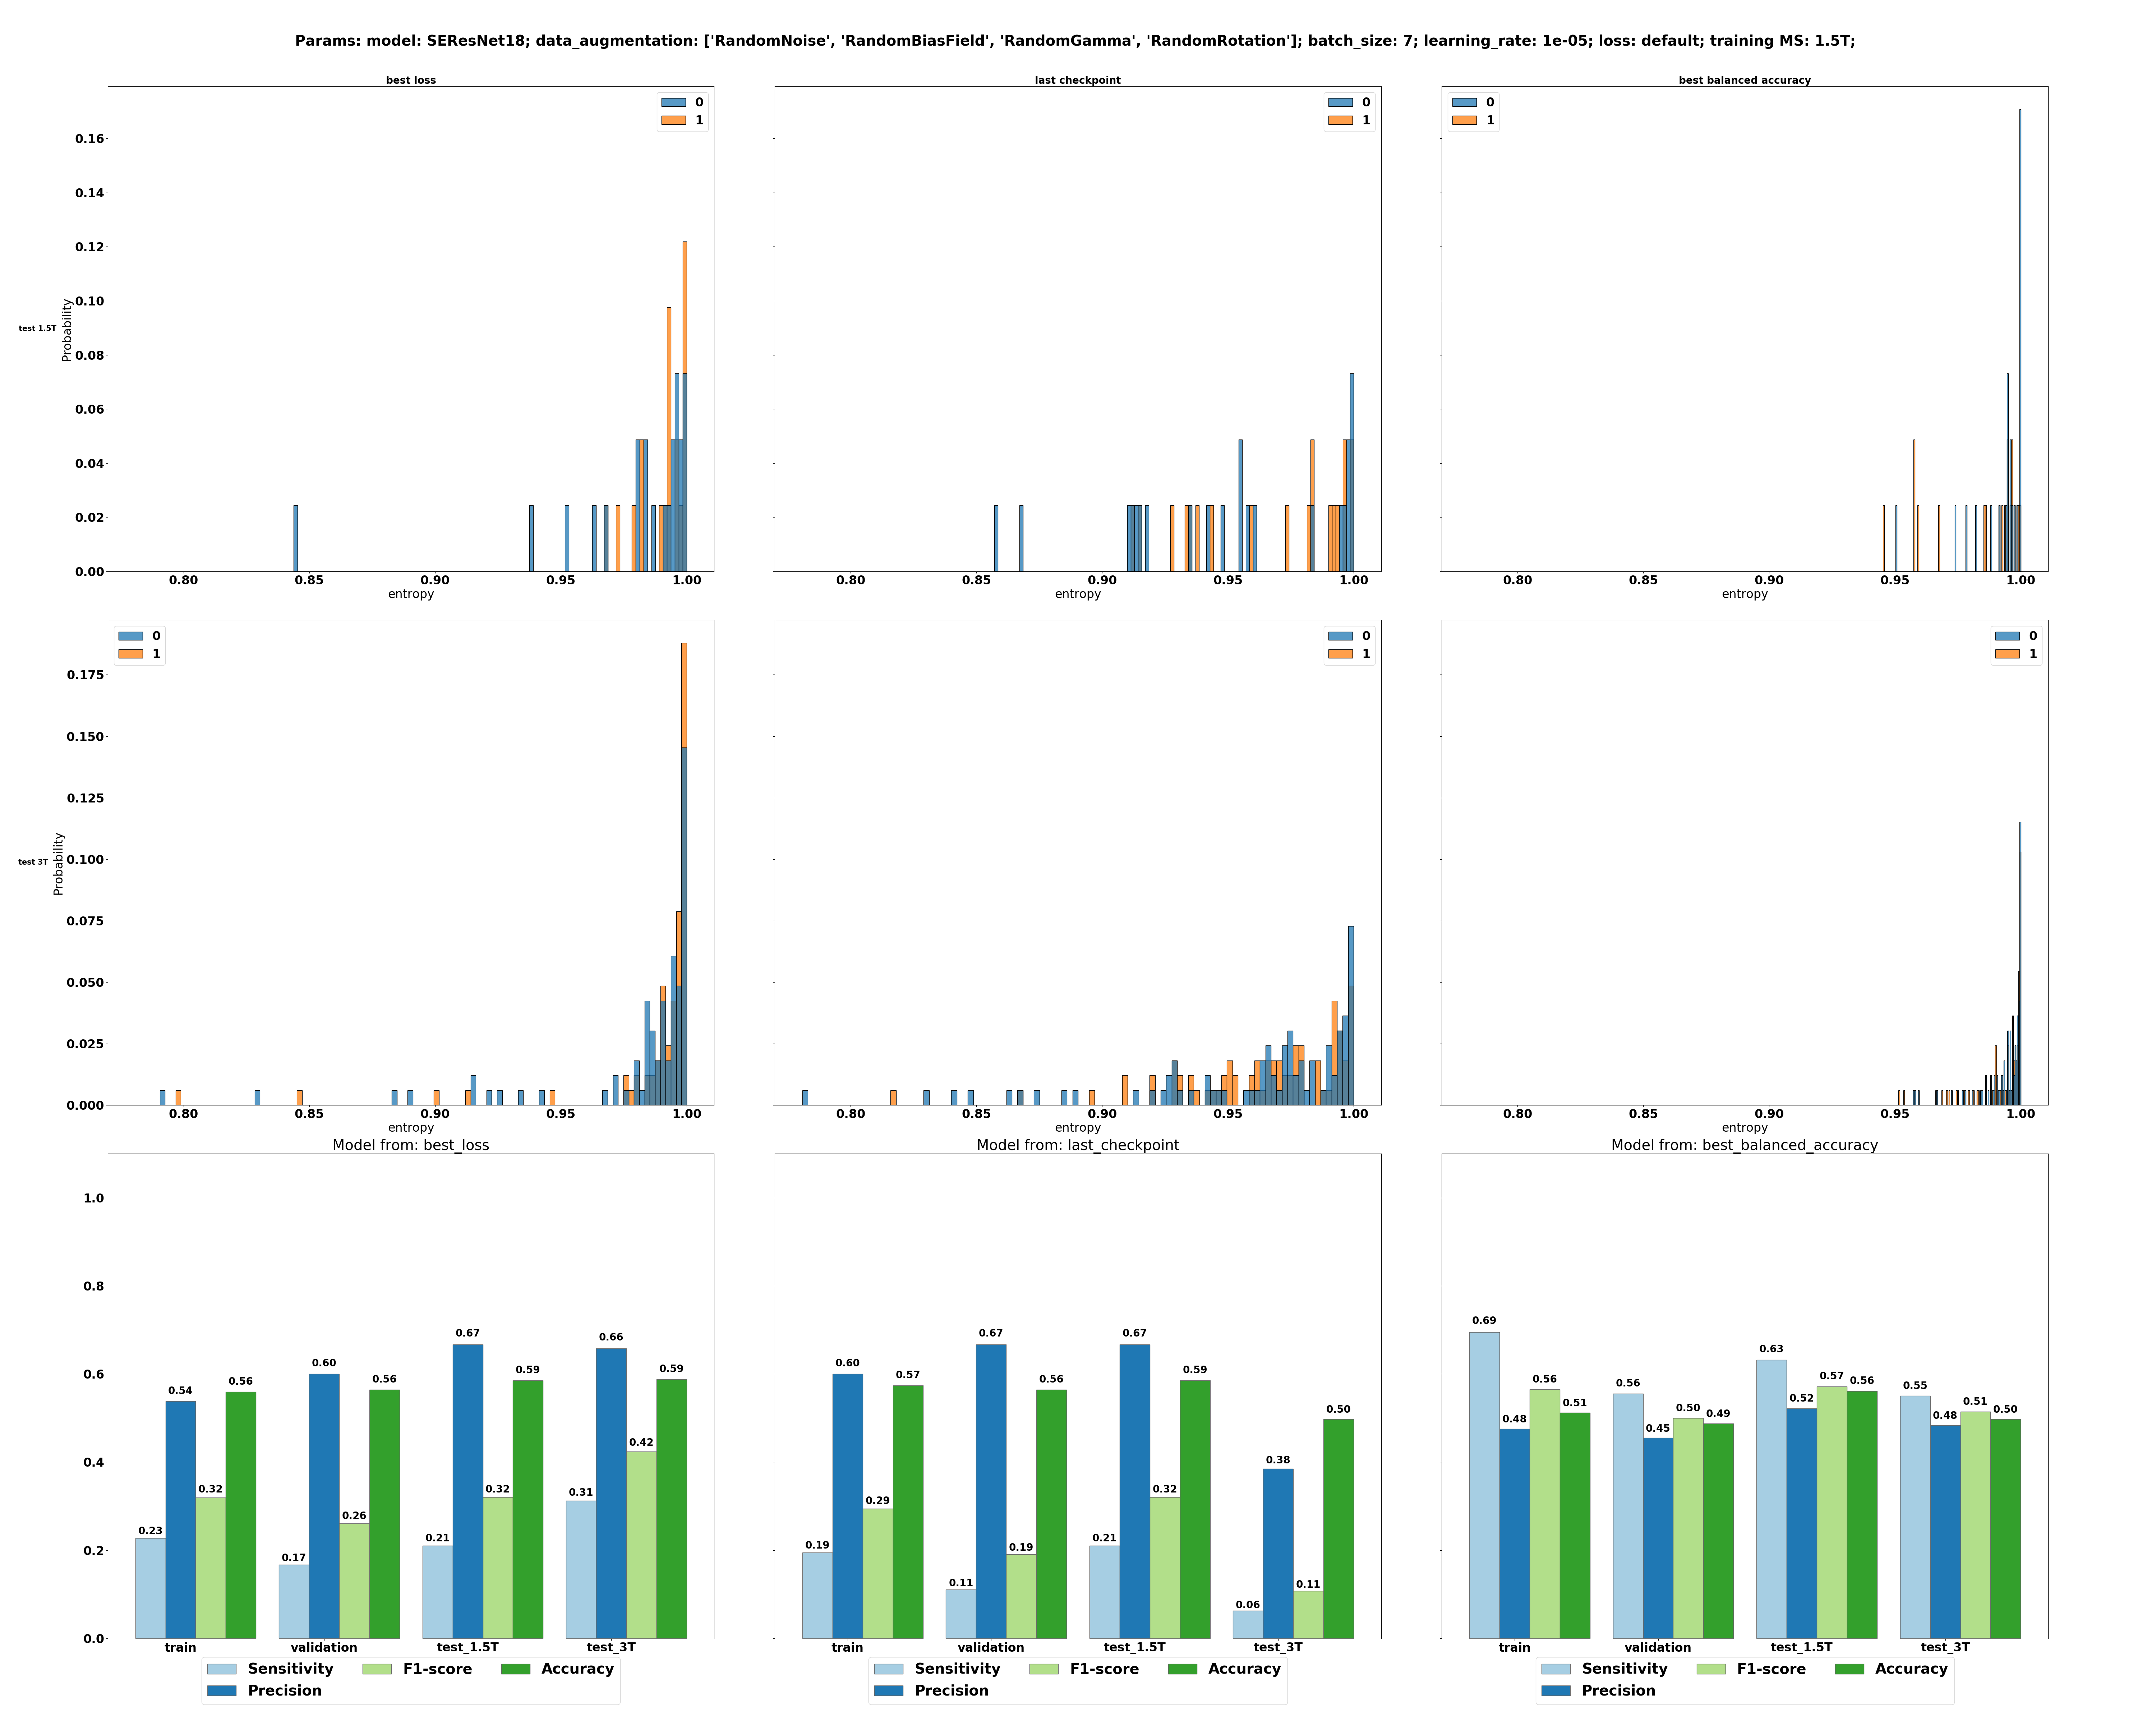 Params: model: SEResNet18; data_augmentation: ['RandomNoise', 'RandomBiasField', 'RandomGamma', 'RandomRotation']; batch_size: 7; learning_rate: 1e-05; loss: default; training MS: 1.5T;
best loss
0
1
0.16
0.14
0.12
0.10
0.08
0.06
0.04
0.02
0.00
test 1.5T
Probability
0.80 0.85 0.90 0.95 1.00
entropy
last checkpoint
0
1
0.80 0.85 0.90 0.95 1.00
entropy
best balanced accuracy
0
1
0.80 0.85 0.90 0.95 1.00
entropy
0
1
0.175
0.150
0.125
0.100
0.075
0.050
0.025
0.000
test 3T
Probability
0.80 0.85 0.90 0.95 1.00
entropy
0
1
0.80 0.85 0.90 0.95 1.00
entropy
0
1
0.80 0.85 0.90 0.95 1.00
entropy
Model from: best_loss
1.0
0.8
0.6
0.4
0.2
0.0
0.23 0.54 0.32 0.56
0.17 0.60 0.26 0.56
0.21 0.67 0.32 0.59
0.31 0.66 0.42 0.59
train validation test_1.5T test_3T
Sensitivity F1-score Accuracy
Precision
Model from: last_checkpoint
0.19 0.60 0.29 0.57
0.11 0.67 0.19 0.56
0.21 0.67 0.32 0.59
0.06 0.38 0.11 0.50
train validation test_1.5T test_3T
Sensitivity F1-score Accuracy
Precision
Model from: best_balanced_accuracy
0.69 0.48 0.56 0.51
0.56 0.45 0.50 0.49
0.63 0.52 0.57 0.56
0.55 0.48 0.51 0.50
train validation test_1.5T test_3T
Sensitivity F1-score Accuracy
Precision